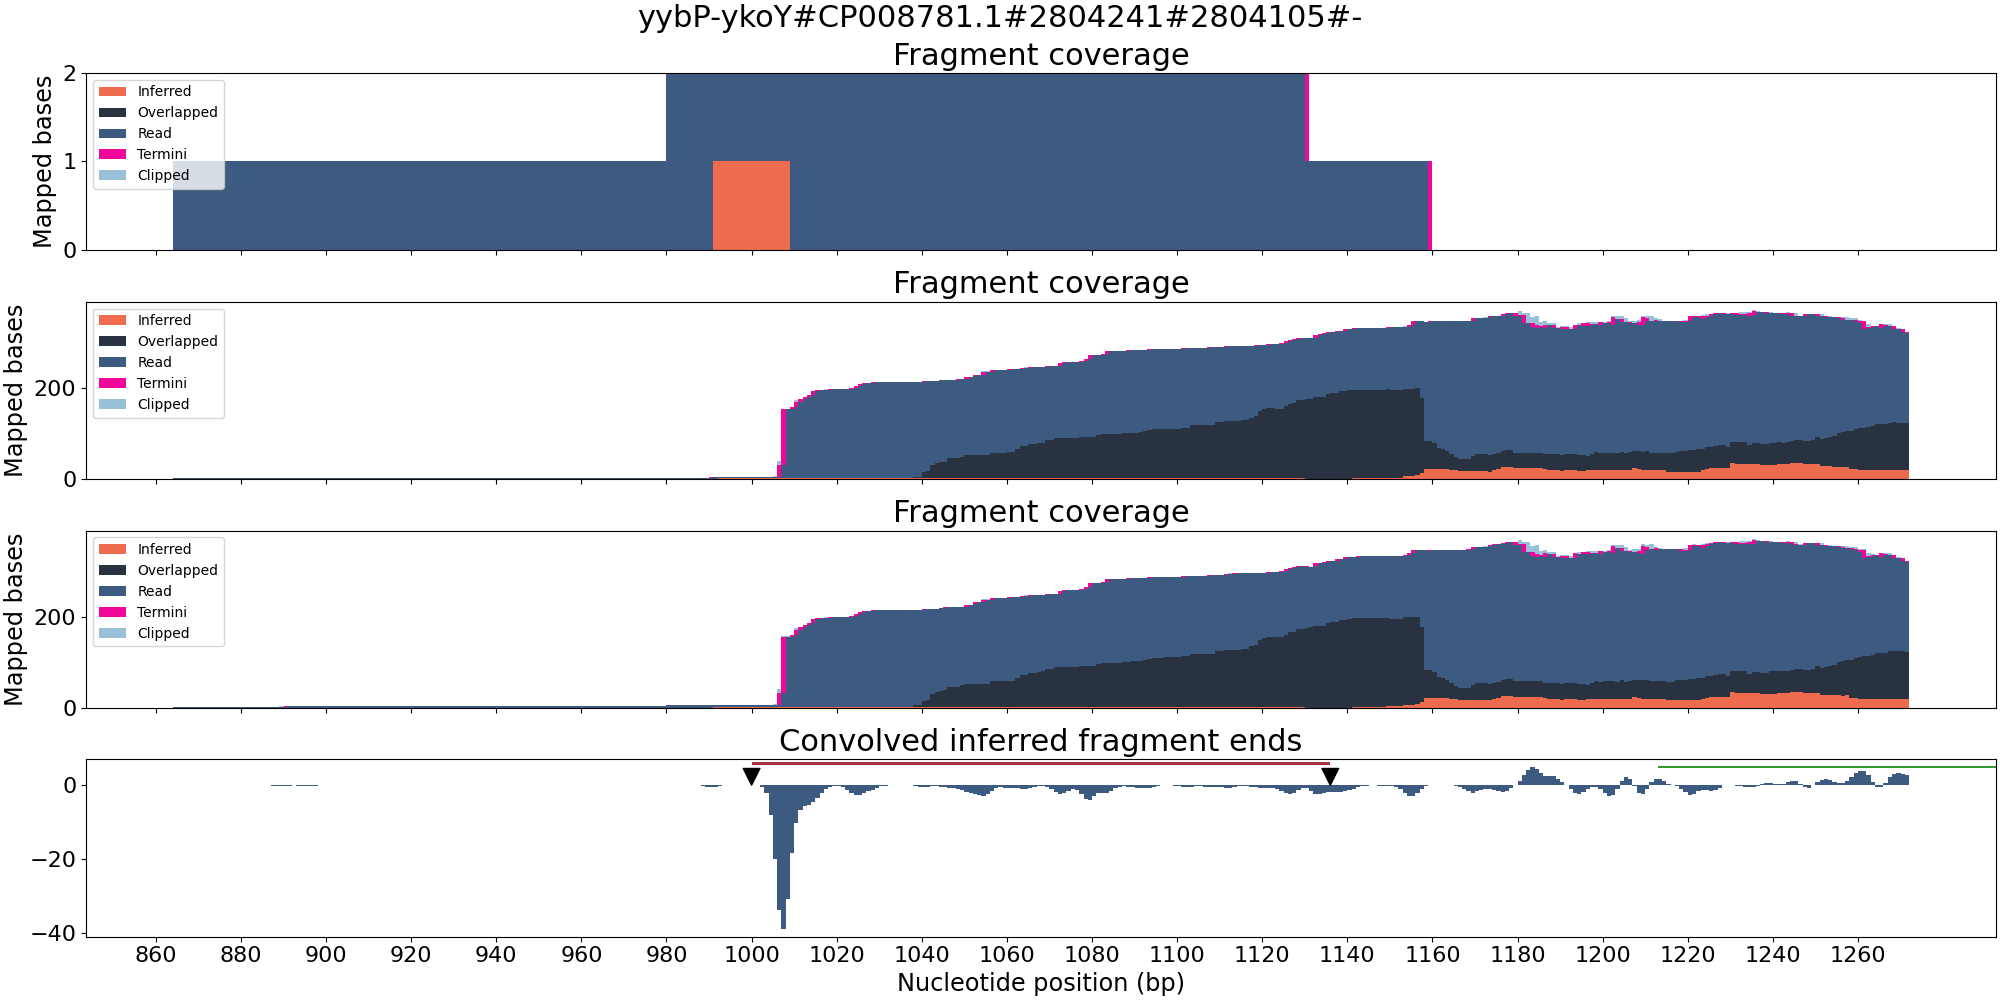 yybP-ykoY#CP008781.1#2804241#2804105#-
Fragment coverage
Mapped bases
2
1
0
Inferred
Overlapped
Read
Termini
Clipped
Fragment coverage
Mapped bases
200
0
Inferred
Overlapped
Read
Termini
Clipped
Fragment coverage
Mapped bases
200
0
Inferred
Overlapped
Read
Termini
Clipped
Convolved inferred fragment ends
0
−20
−40
860 880 900 920 940 960 980 1000 1020 1040 1060 1080 1100 1120 1140 1160 1180 1200 1220 1240 1260
Nucleotide position (bp)